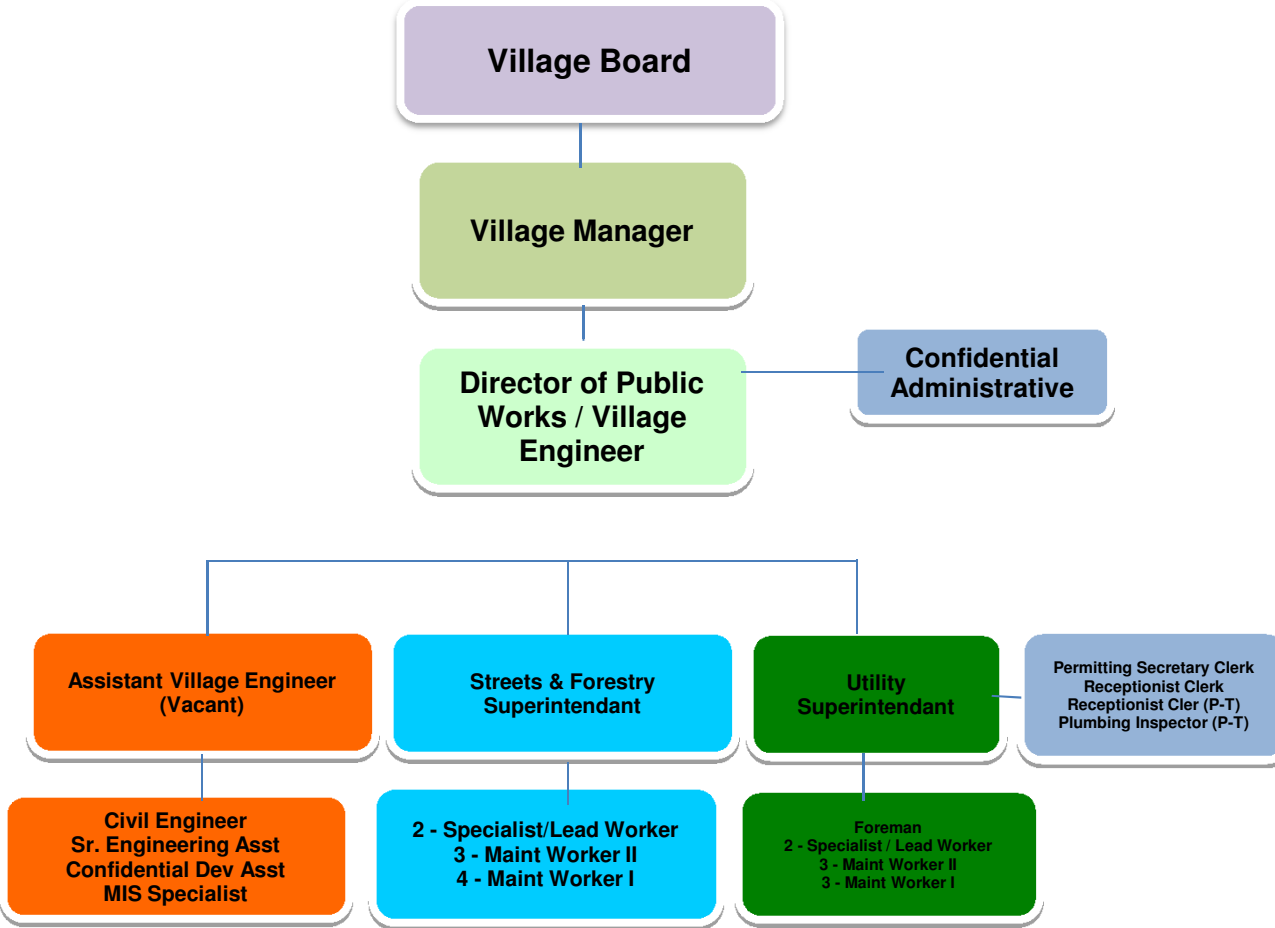 Village Board
Village Manager
Director of Public
Works / Village
Engineer
Confidential
Administrative
Assistant Village Engineer
(Vacant)
Streets & Forestry
Superintendant
Utility
Superintendant
Permitting Secretary Clerk
Receptionist Clerk
Receptionist Cler (P-T)
Plumbing Inspector (P-T)
Civil Engineer
Sr. Engineering Asst
Confidential Dev Asst
MIS Specialist
2 - Specialist/Lead Worker
3 - Maint Worker II
4 - Maint Worker I
Foreman
2 - Specialist / Lead Worker
3 - Maint Worker II
3 - Maint Worker I